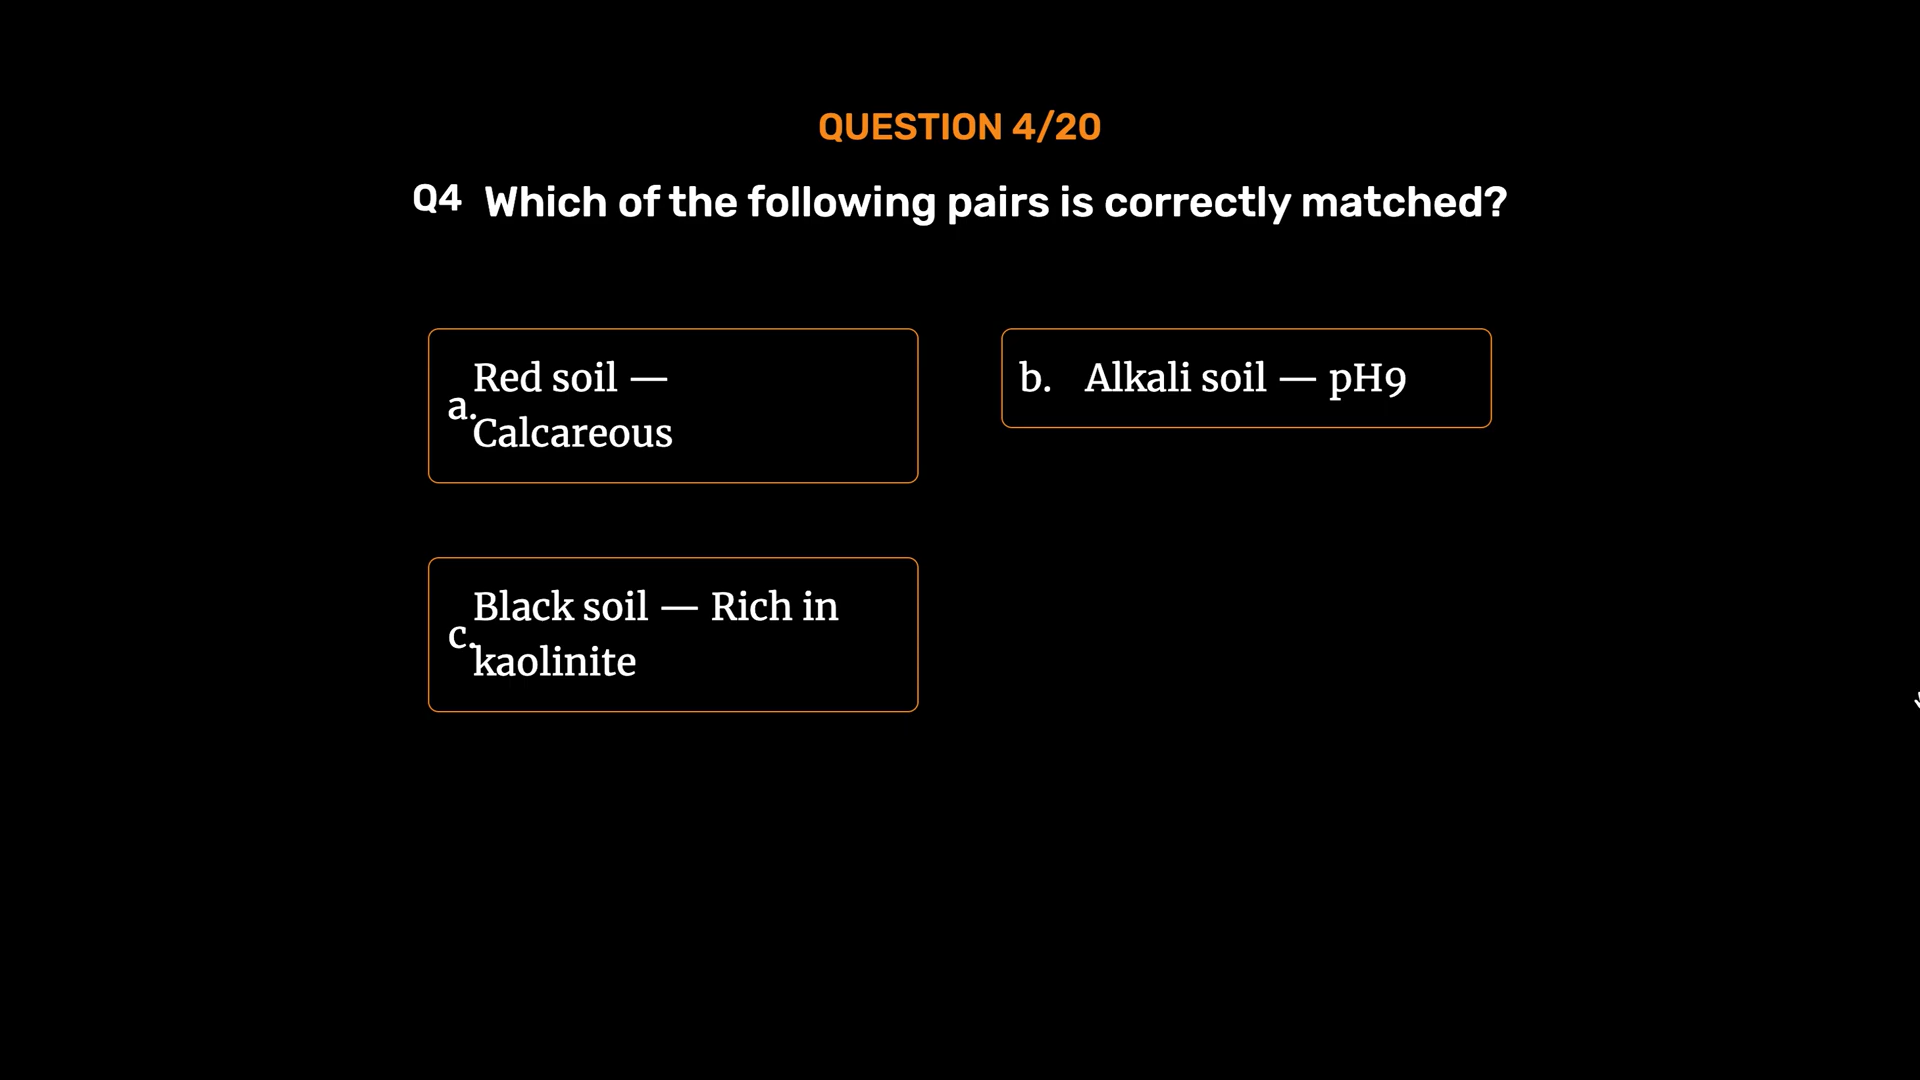 QUESTION 4/20
Q4 Which of the following pairs is correctly matched?
a. Red soil —
Calcareous
b. Alkali soil — pH9
c. Black soil — Rich in
kaolinite